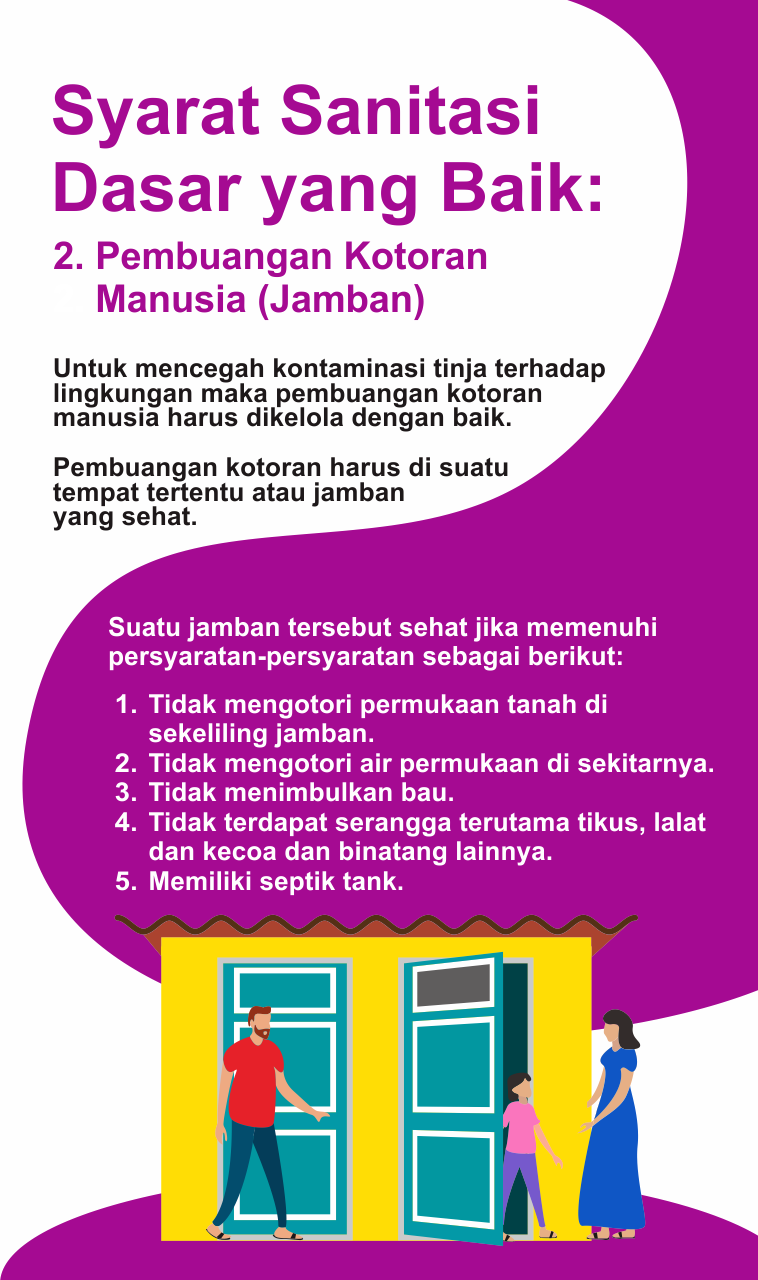 Syarat Sanitasi
Dasar yang Baik:
2. Pembuangan Kotoran
Manusia (Jamban)
Untuk mencegah kontaminasi tinja terhadap
lingkungan maka pembuangan kotoran
manusia harus dikelola dengan baik.
Pembuangan kotoran harus di suatu
tempat tertentu atau jamban
yang sehat.
Suatu jamban tersebut sehat jika memenuhi
persyaratan-persyaratan sebagai berikut:
1. Tidak mengotori permukaan tanah di
sekeliling jamban.
2. Tidak mengotori air permukaan di sekitarnya.
3. Tidak menimbulkan bau.
4. Tidak terdapat serangga terutama tikus, lalat
dan kecoa dan binatang lainnya.
5. Memiliki septik tank.